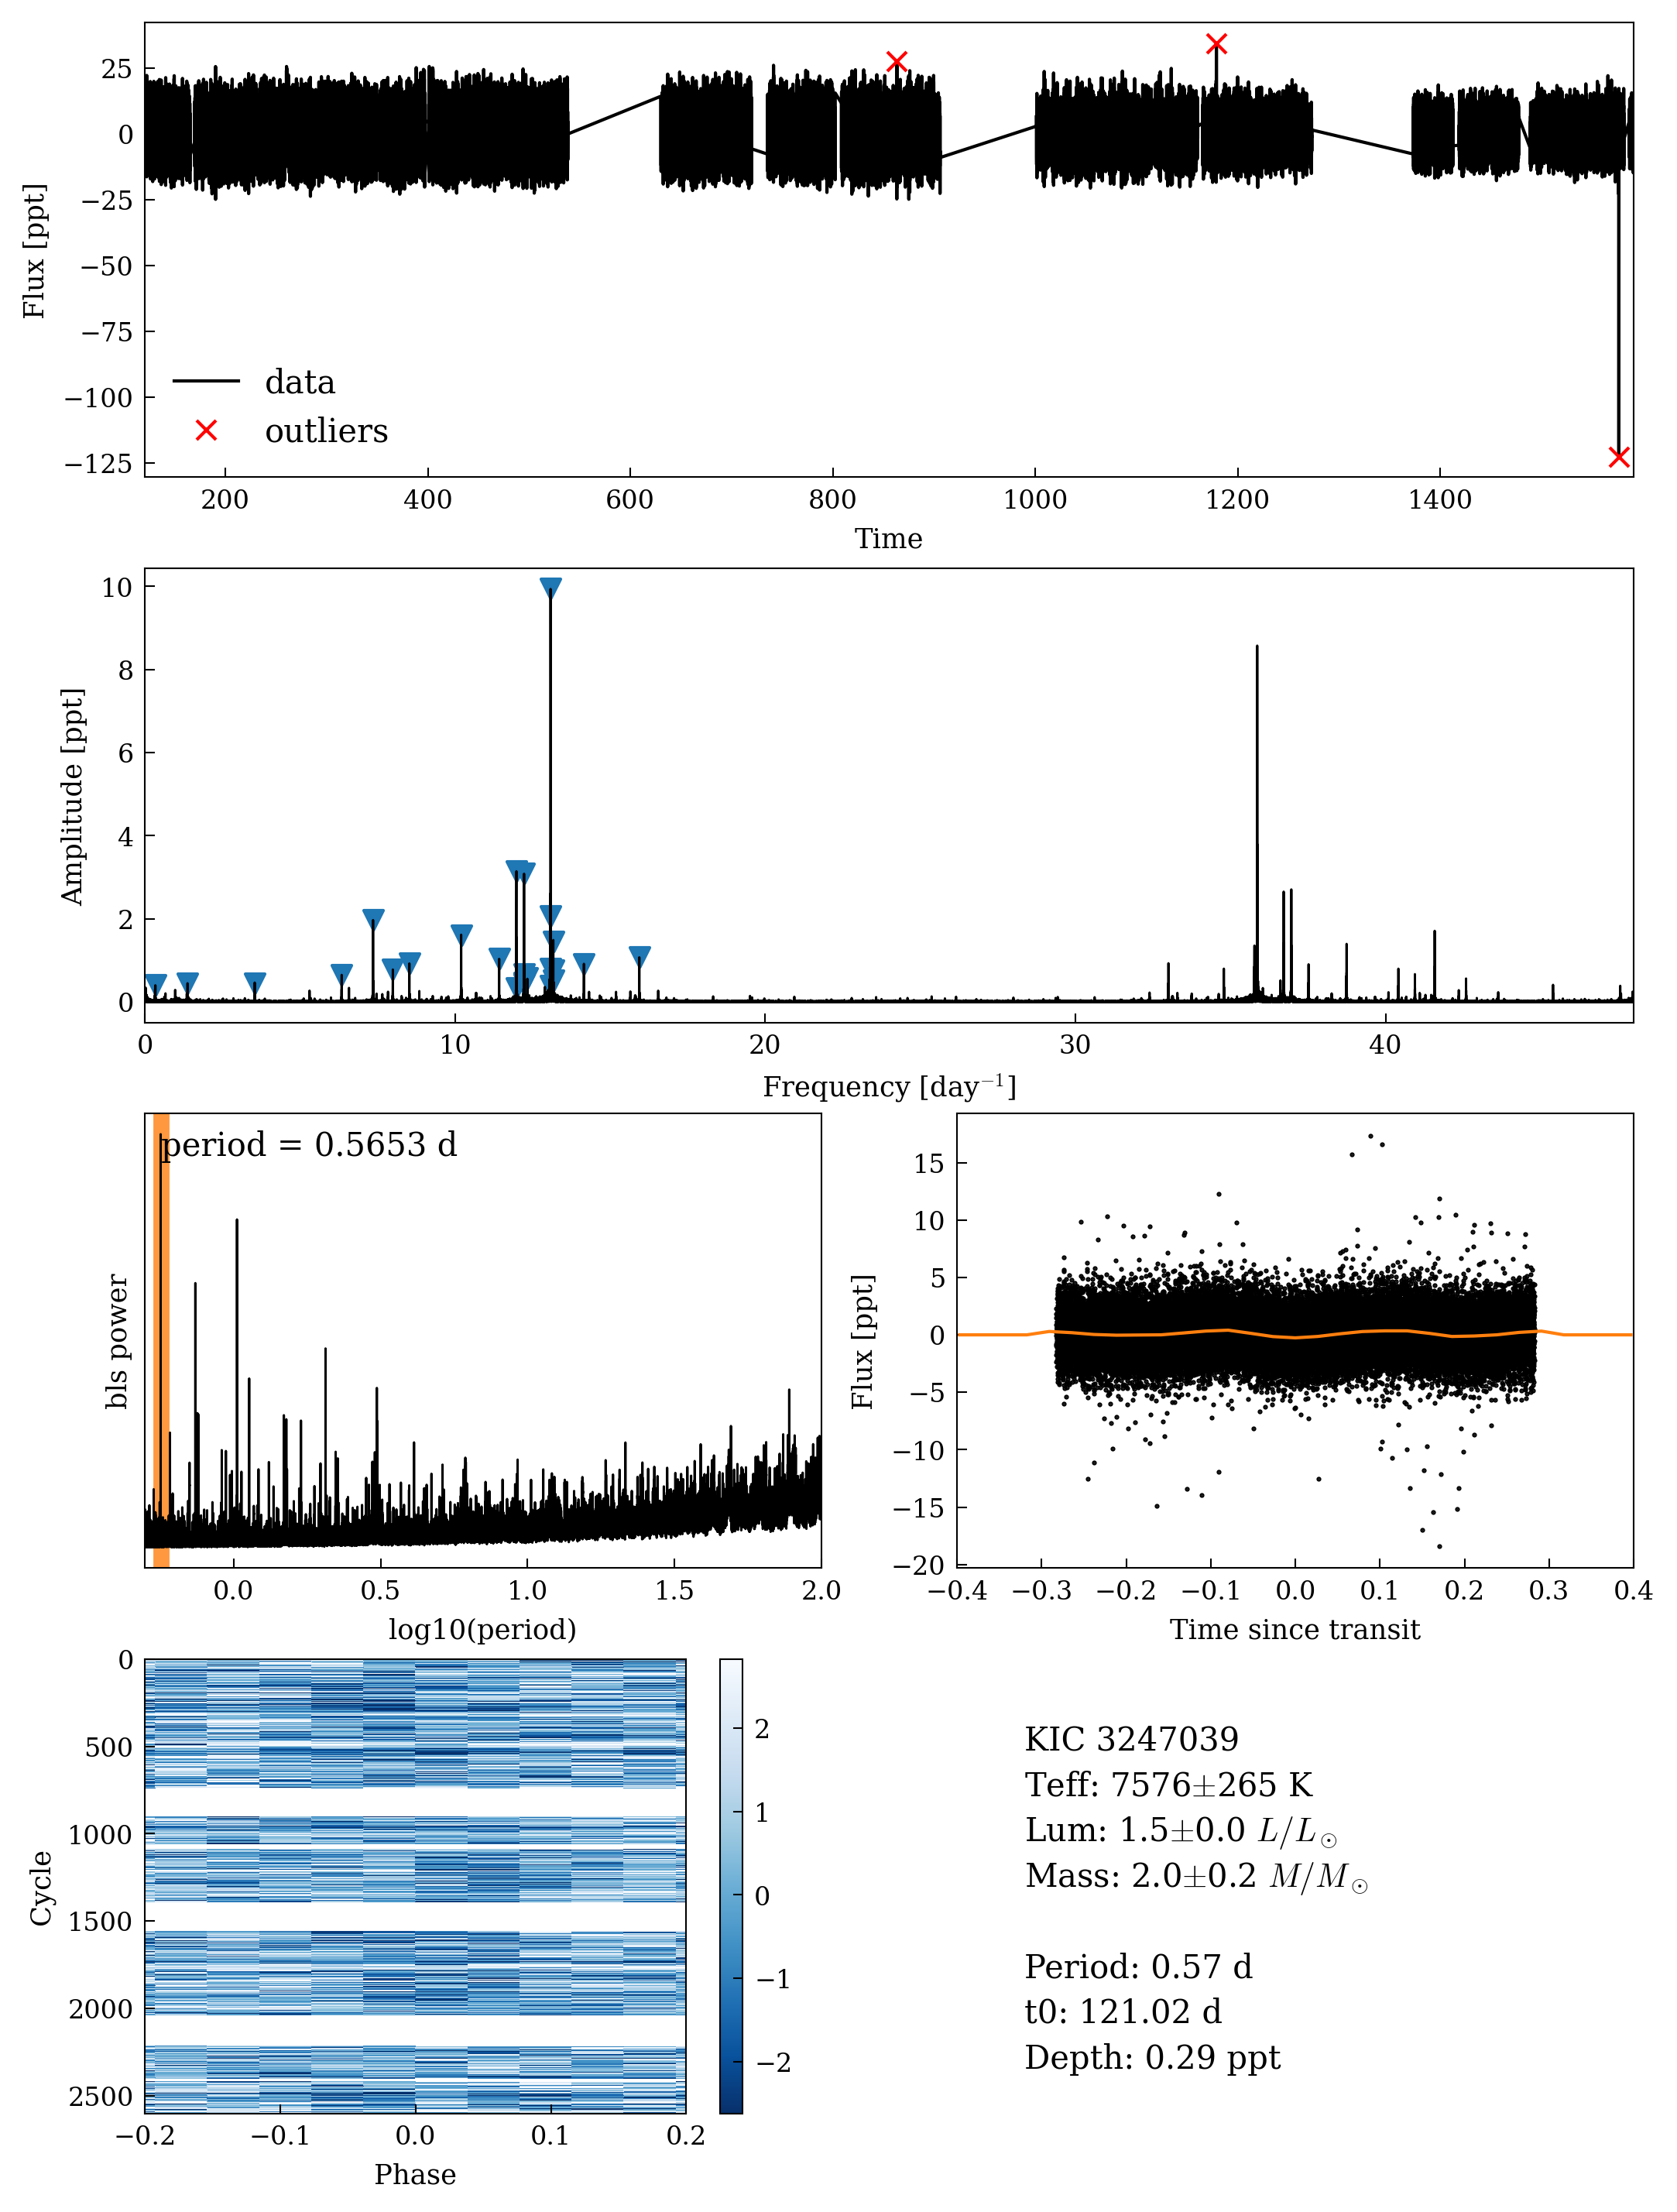 25
0
−25
−50
−75
−100
−125
Flux [ppt]
data
outliers
200 400 600 800 1000 1200 1400
Time
10
8
6
4
2
0
Amplitude [ppt]
0 10 20 30 40
Frequency [day⁻¹]
period = 0.5653 d
bls power
0.0 0.5 1.0 1.5 2.0
log10(period)
15
10
5
0
−5
−10
−15
−20
Flux [ppt]
−0.4 −0.3 −0.2 −0.1 0.0 0.1 0.2 0.3 0.4
Time since transit
0
500
1000
1500
2000
2500
Cycle
−0.2 −0.1 0.0 0.1 0.2
Phase
2
1
0
−1
−2
KIC 3247039
Teff: 7576±265 K
Lum: 1.5±0.0 L/L⊙
Mass: 2.0±0.2 M/M⊙
Period: 0.57 d
t0: 121.02 d
Depth: 0.29 ppt